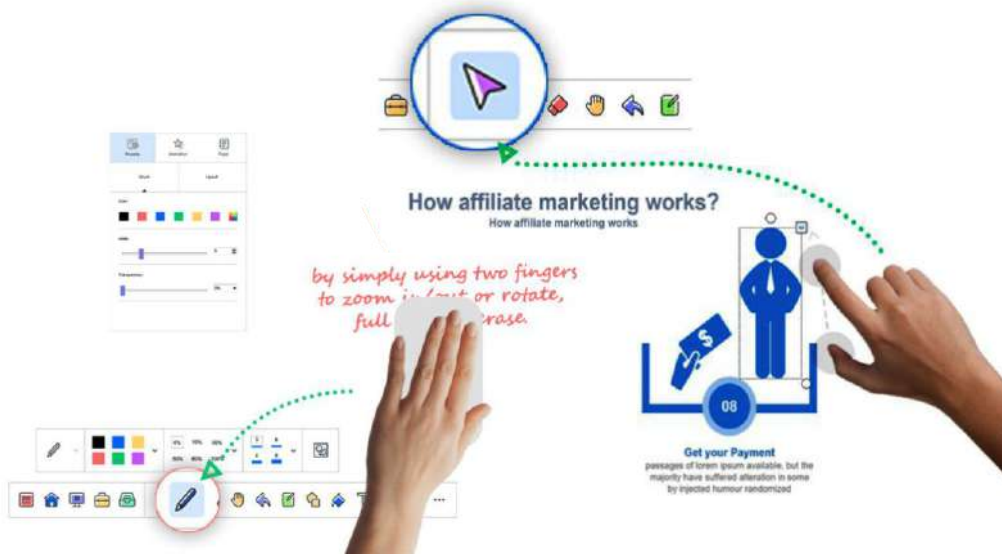 How affiliate marketing works?
How affiliate marketing works
by simply using two fingers
to zoom in/out or rotate,
full erase.
$
08
Get your Payment
passages of lorem ipsum available, but the
majority have suffered alteration in some
by injected humour randomized